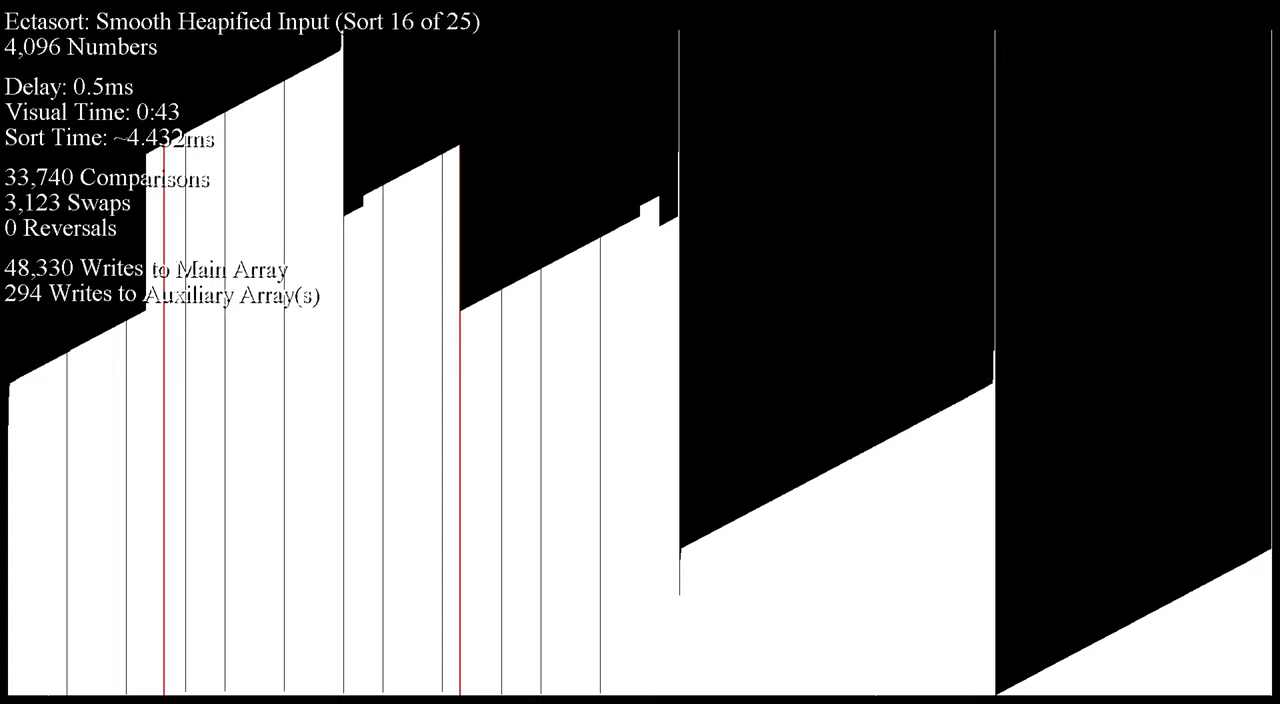 Ectasort: Smooth Heapified Input (Sort 16 of 25)
4,096 Numbers
Delay: 0.5ms
Visual Time: 0:43
Sort Time: ~4.432ms
33,740 Comparisons
3,123 Swaps
0 Reversals
48,330 Writes to Main Array
294 Writes to Auxiliary Array(s)